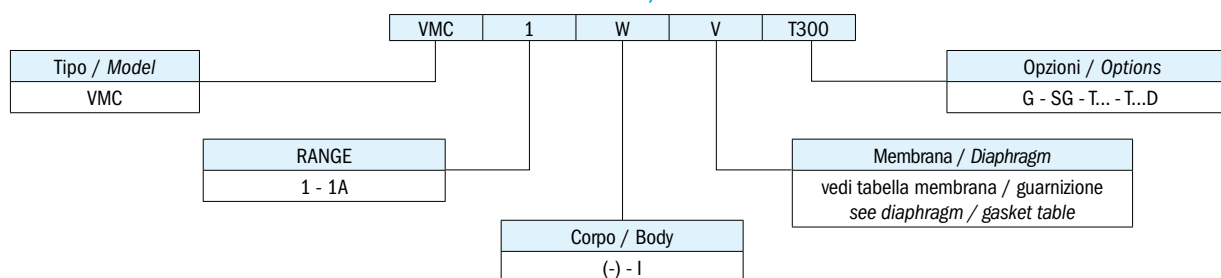 VMC 1 W V T300
Tipo / Model
VMC
Opzioni / Options
G - SG - T... - T...D
RANGE
1 - 1A
Membrana / Diaphragm
vedi tabella membrana / guarnizione
see diaphragm / gasket table
Corpo / Body
(-) - I